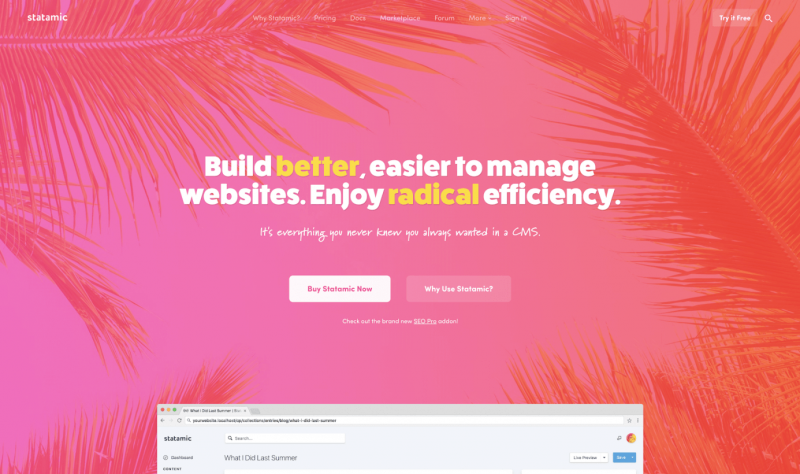 statamic
Why Statamic? Pricing Docs Marketplace Forum More Sign In
Try it Free
Build better, easier to manage
websites. Enjoy radical efficiency.
It's everything you never knew you always wanted in a CMS.
Buy Statamic Now
Why Use Statamic?
Check out the brand new SEO Pro addon!
What I Did Last Summer
yourwebsite.localhost/cp/collections/entries/blog/what-i-did-last-summer
statamic
Search...
Dashboard
What I Did Last Summer
Live Preview
Save
CONTENT